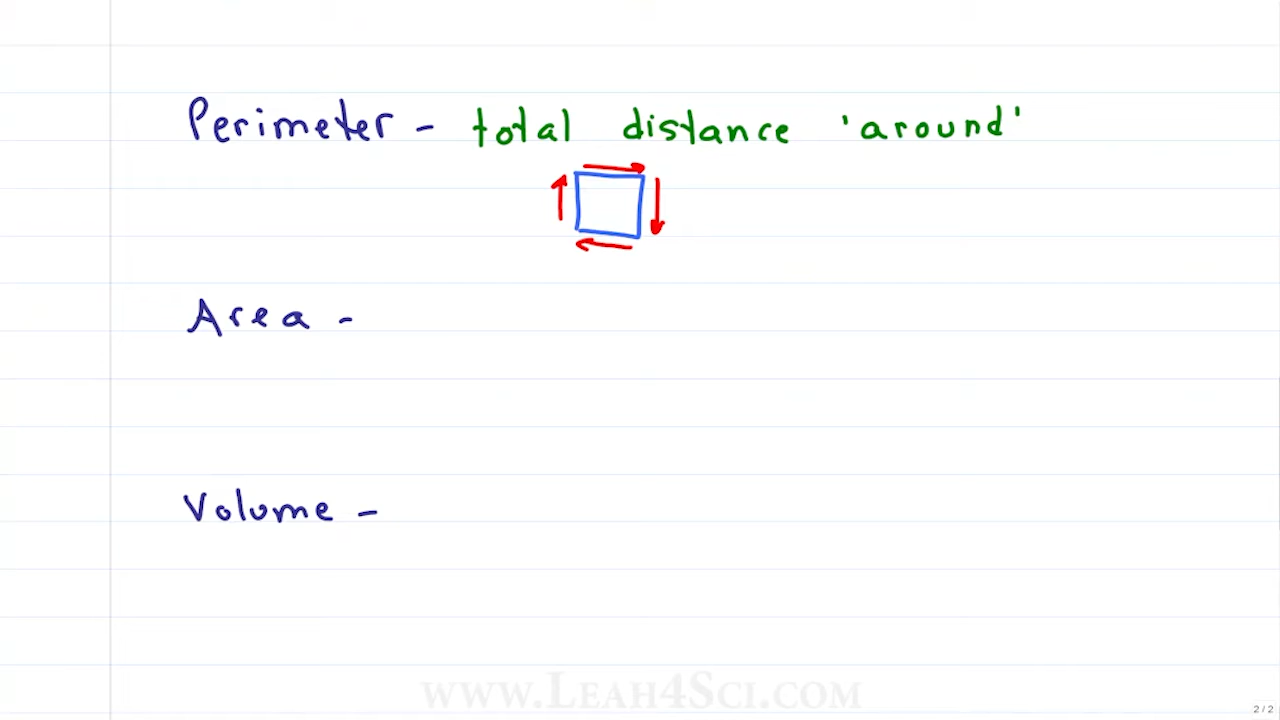 Perimeter - total distance 'around'
Area -
Volume -
www.Leah4Sci.com
2 / 2